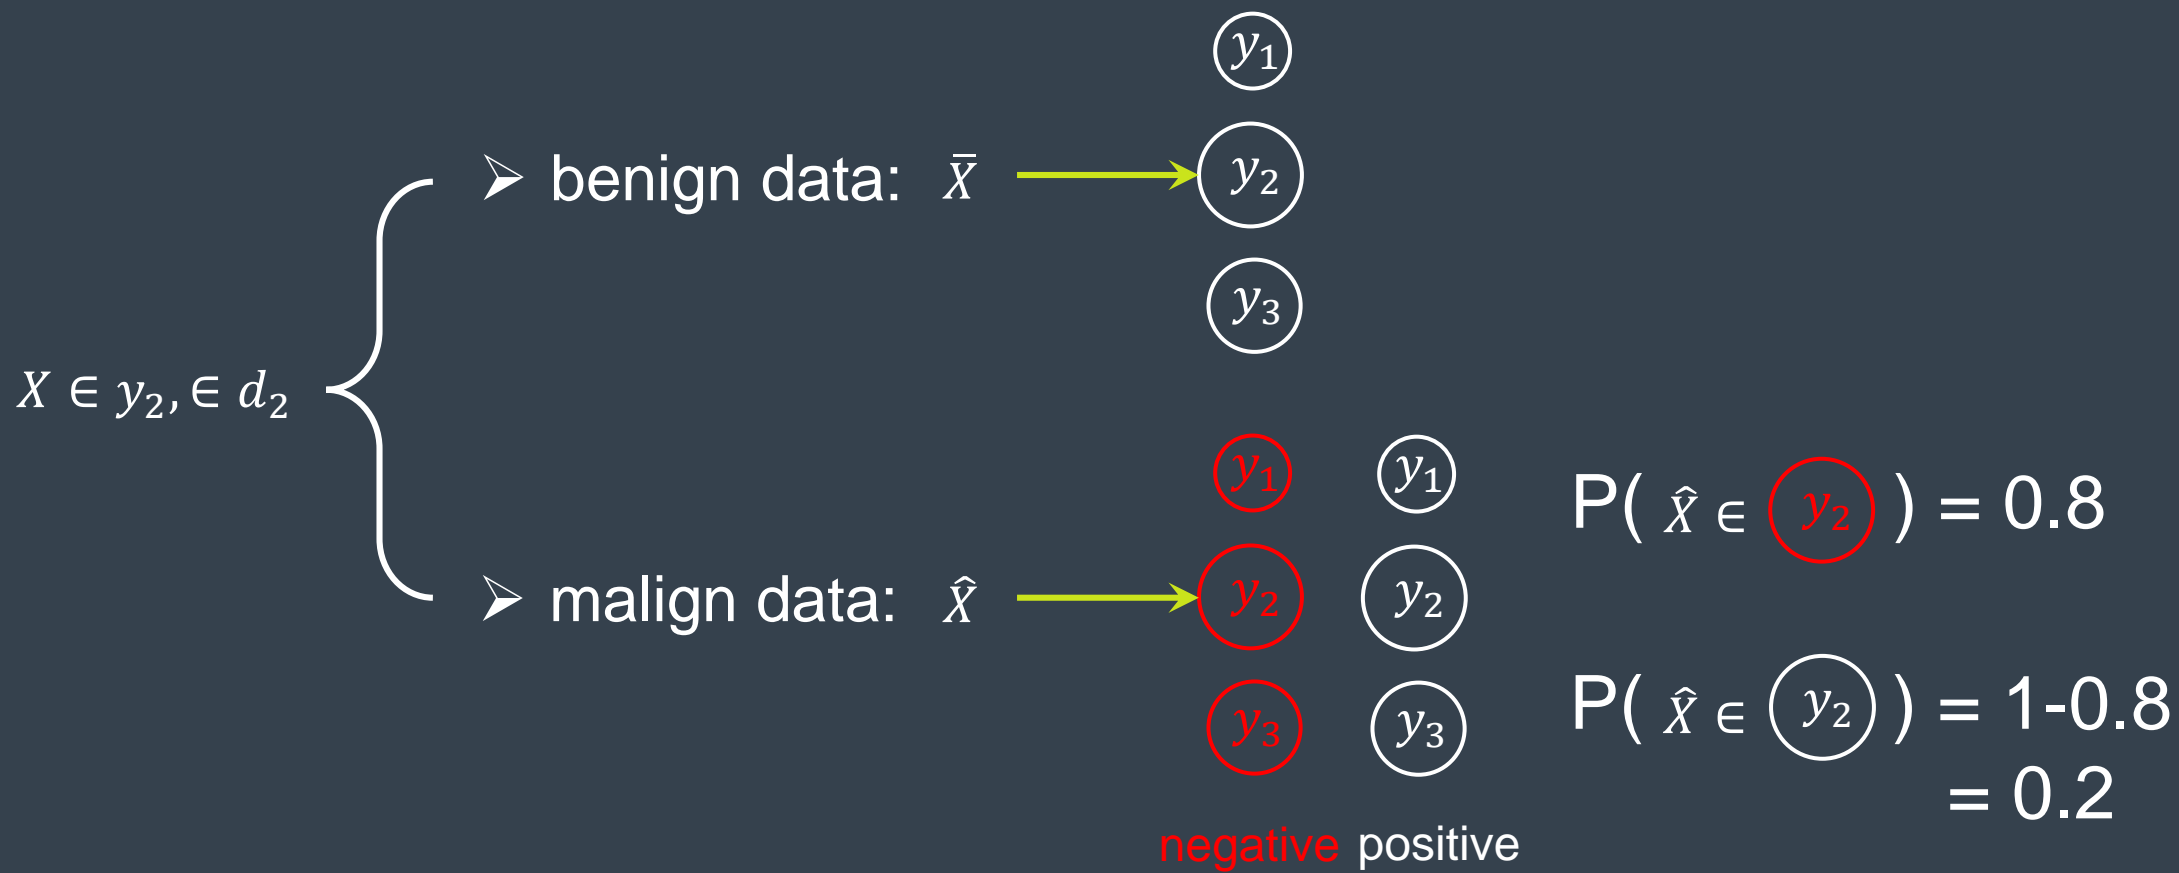 y₁
➢ benign data: X̄
y₂
y₃
X ∈ y₂, ∈ d₂
y₁ y₁
P( X̂ ∈ y₂ ) = 0.8
➢ malign data: X̂
y₂ y₂
y₃ y₃
P( X̂ ∈ y₂ ) = 1-0.8
= 0.2
negative positive